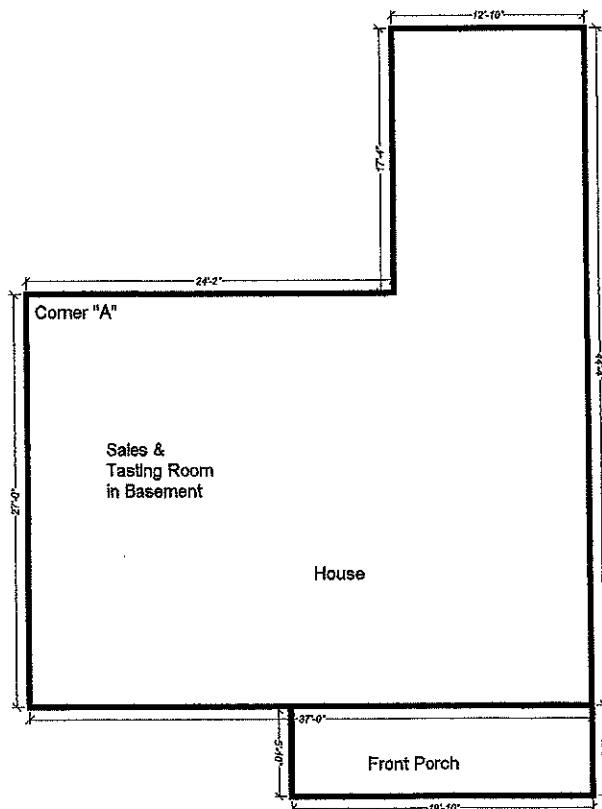 12'-10"
17'-4"
24'-2"
Corner "A"
44'-4
Sales &
Tasting Room
in Basement
27'-0"
House
37'-0"
Front Porch
19'-10"